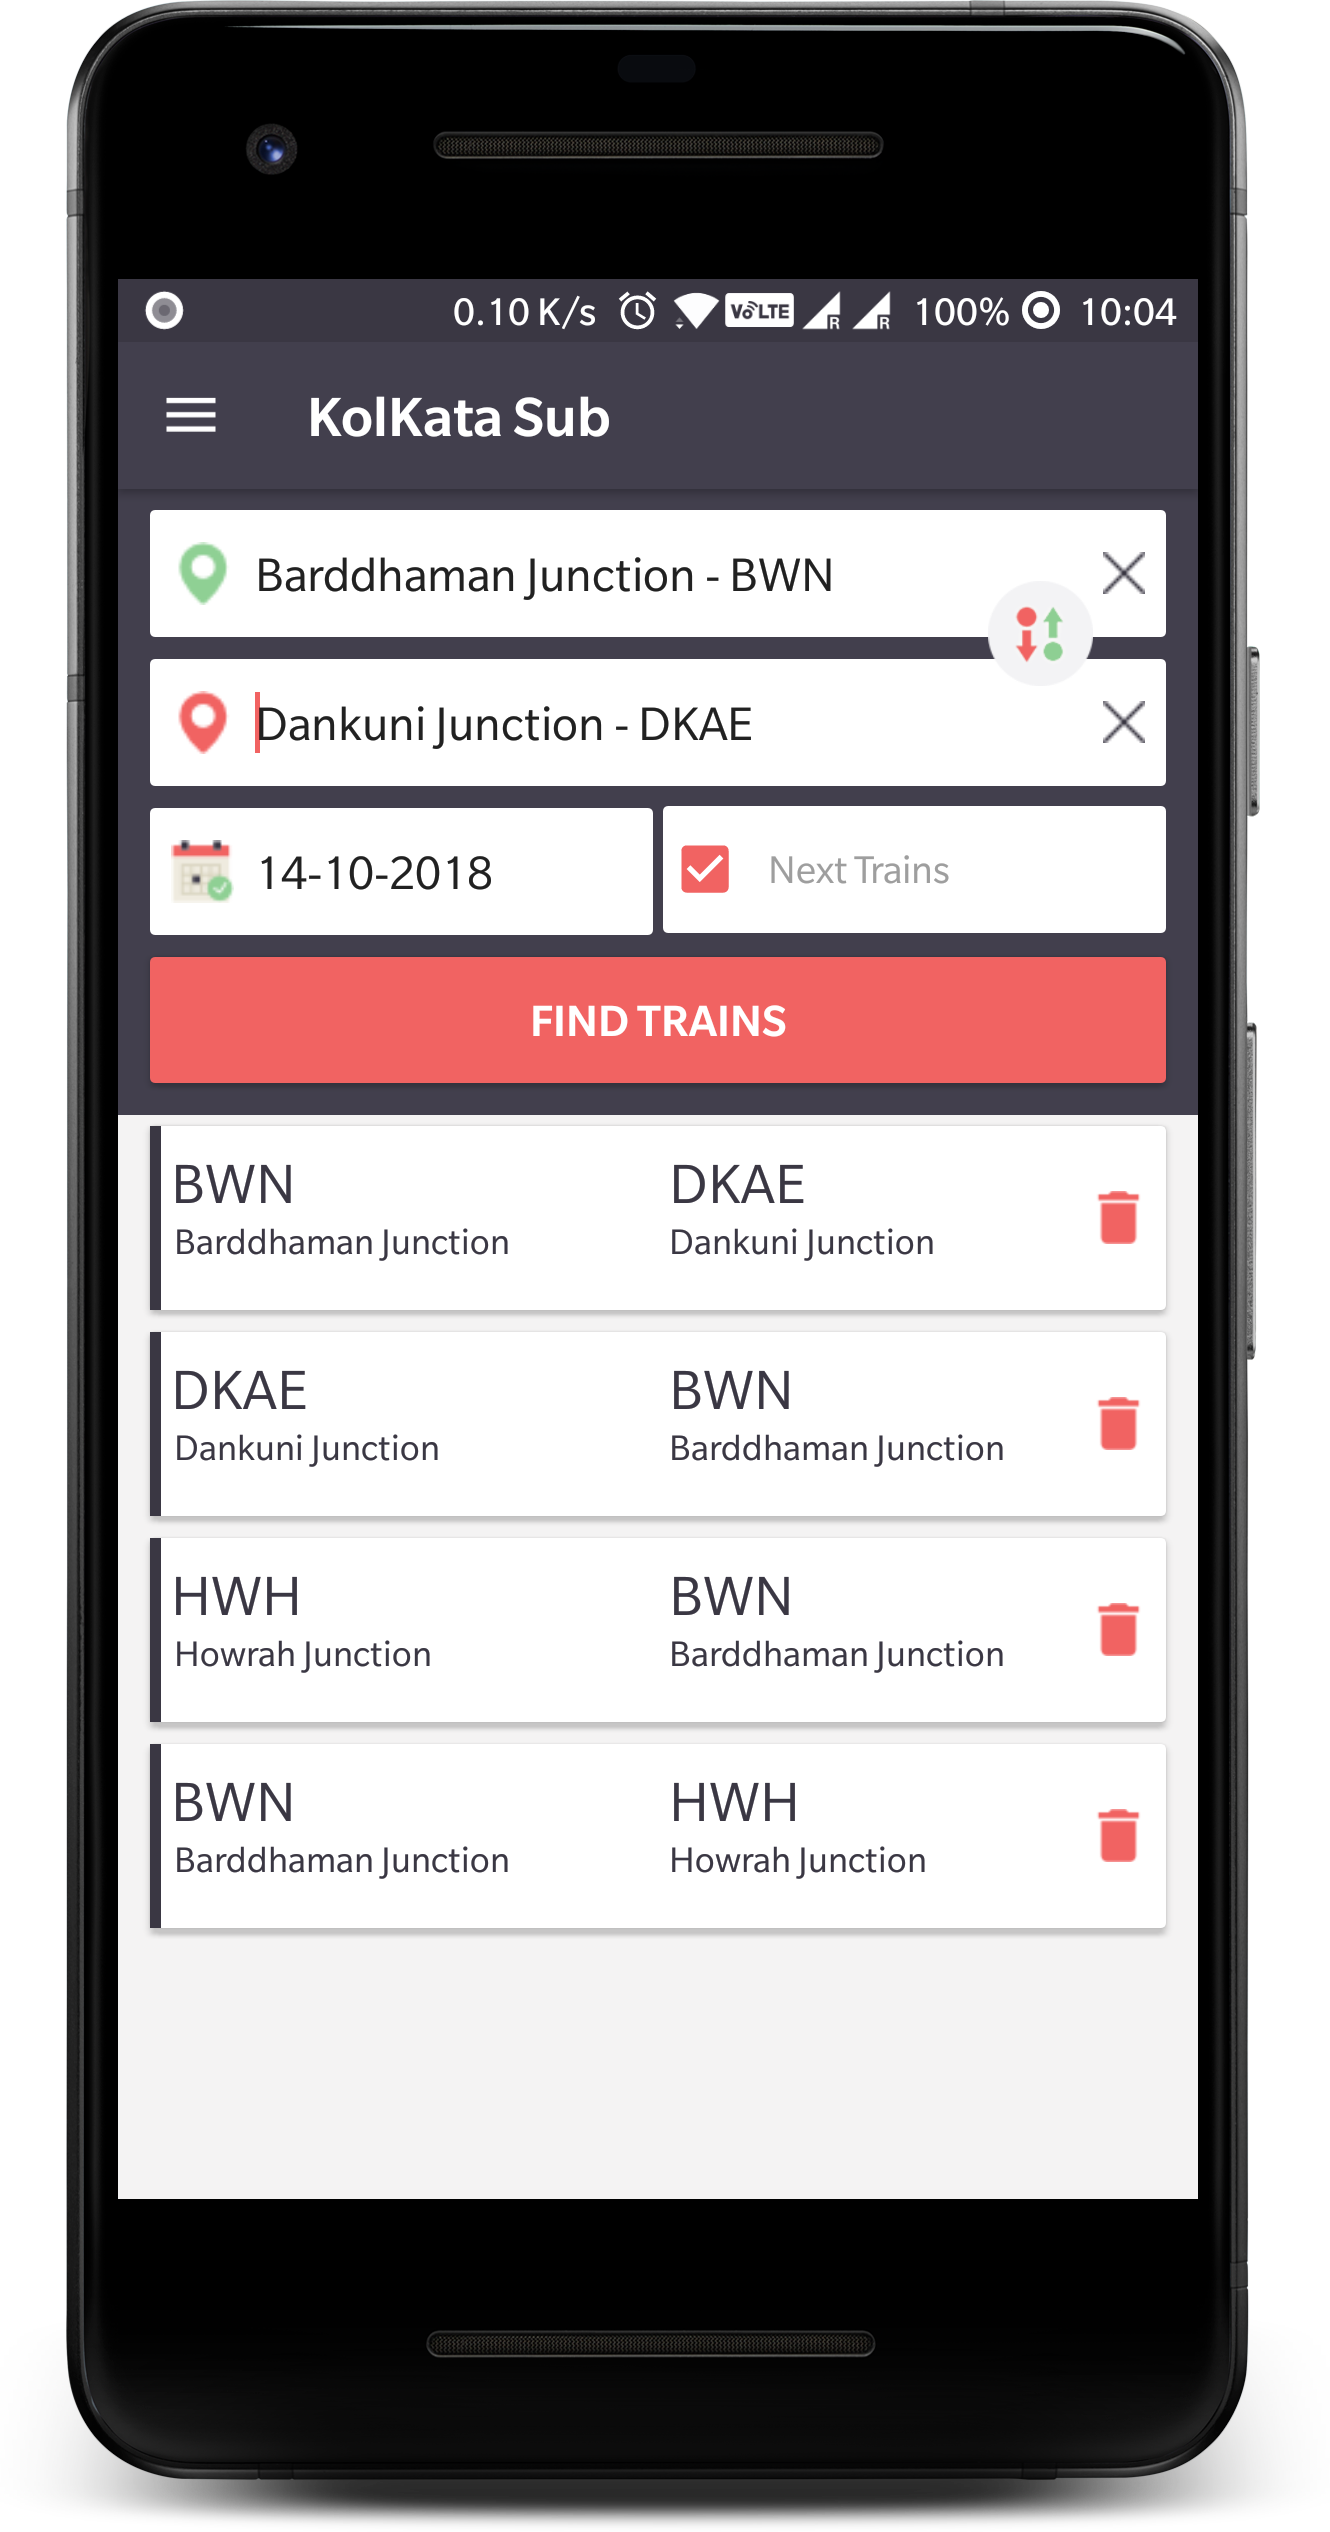 0.10 K/s VoLTE R R 100% 10:04
KolKata Sub
Barddhaman Junction - BWN
Dankuni Junction - DKAE
14-10-2018 Next Trains
FIND TRAINS
BWN DKAE
Barddhaman Junction Dankuni Junction
DKAE BWN
Dankuni Junction Barddhaman Junction
HWH BWN
Howrah Junction Barddhaman Junction
BWN HWH
Barddhaman Junction Howrah Junction